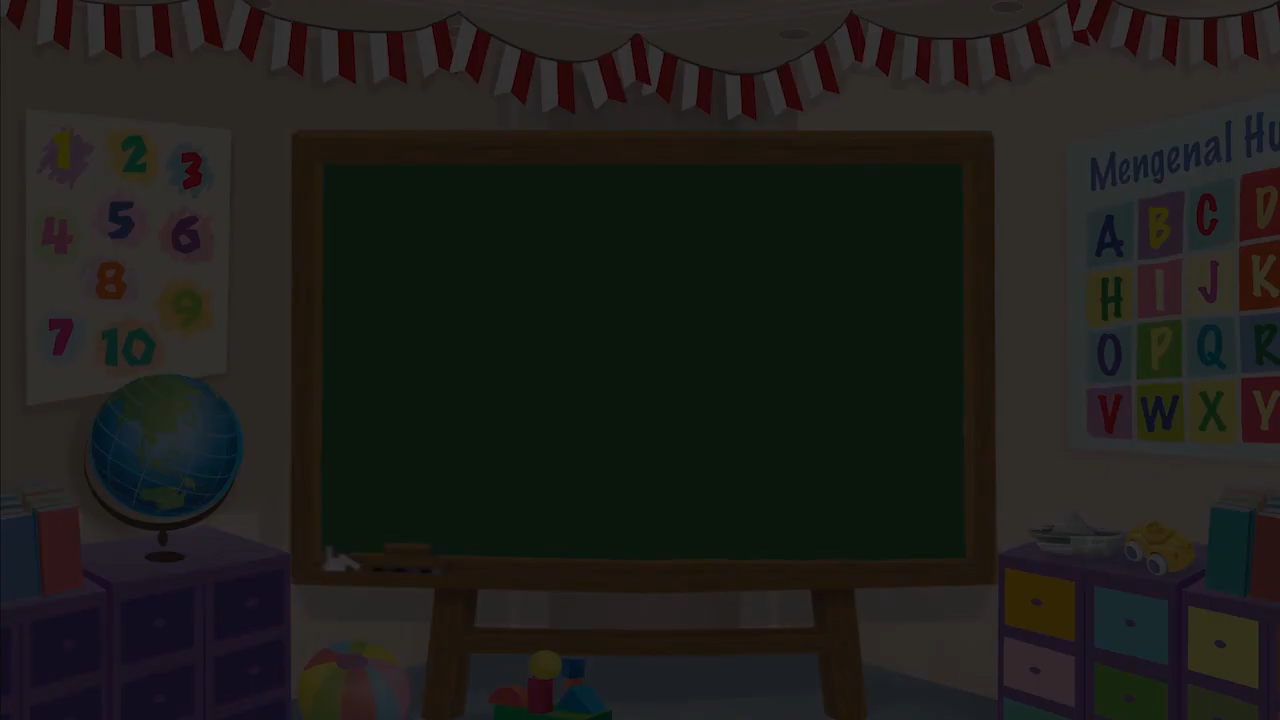 1 2 3
4 5 6
8 9
7 10
Mengenal Hu
A B C D
H I J K
O P Q R
V W X Y